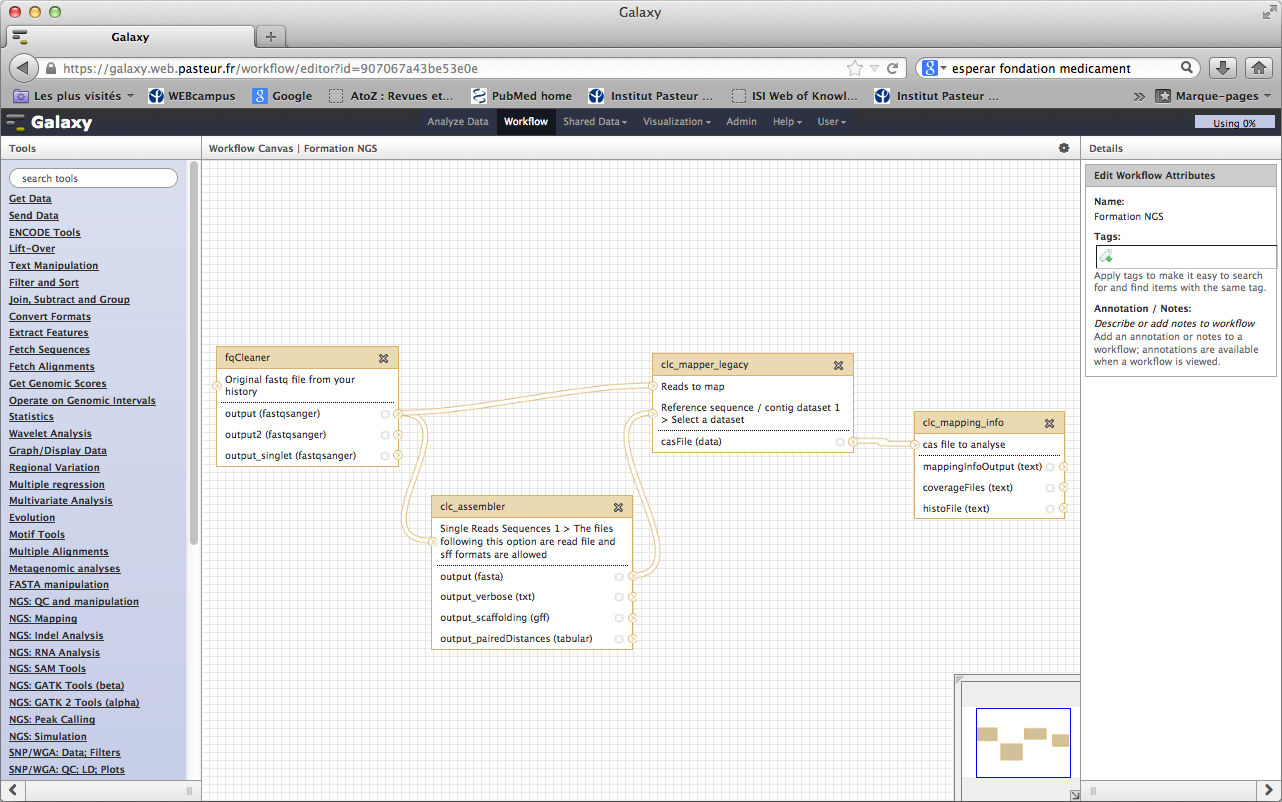 Galaxy
Galaxy
https://galaxy.web.pasteur.fr/workflow/editor?id=907067a43be53e0e
esperar fondation medicament
Les plus visités
WEBcampus
Google
AtoZ : Revues et...
PubMed home
Institut Pasteur ...
ISI Web of Knowl...
Institut Pasteur ...
Marque-pages
Galaxy
Analyze Data
Workflow
Shared Data
Visualization
Admin
Help
User
Using 0%
Tools
search tools
Get Data
Send Data
ENCODE Tools
Lift-Over
Text Manipulation
Filter and Sort
Join, Subtract and Group
Convert Formats
Extract Features
Fetch Sequences
Fetch Alignments
Get Genomic Scores
Operate on Genomic Intervals
Statistics
Wavelet Analysis
Graph/Display Data
Regional Variation
Multiple regression
Multivariate Analysis
Evolution
Motif Tools
Multiple Alignments
Metagenomic analyses
FASTA manipulation
NGS: QC and manipulation
NGS: Mapping
NGS: Indel Analysis
NGS: RNA Analysis
NGS: SAM Tools
NGS: GATK Tools (beta)
NGS: GATK 2 Tools (alpha)
NGS: Peak Calling
NGS: Simulation
SNP/WGA: Data; Filters
SNP/WGA: QC; LD; Plots
Workflow Canvas | Formation NGS
fqCleaner
Original fastq file from your
history
output (fastqsanger)
output2 (fastqsanger)
output_singlet (fastqsanger)
clc_assembler
Single Reads Sequences 1 > The files
following this option are read file and
sff formats are allowed
output (fasta)
output_verbose (txt)
output_scaffolding (gff)
output_pairedDistances (tabular)
clc_mapper_legacy
Reads to map
Reference sequence / contig dataset 1
> Select a dataset
casFile (data)
clc_mapping_info
cas file to analyse
mappingInfoOutput (text)
coverageFiles (text)
histoFile (text)
Details
Edit Workflow Attributes
Name:
Formation NGS
Tags:
Apply tags to make it easy to search
for and find items with the same tag.
Annotation / Notes:
Describe or add notes to workflow
Add an annotation or notes to a
workflow; annotations are available
when a workflow is viewed.